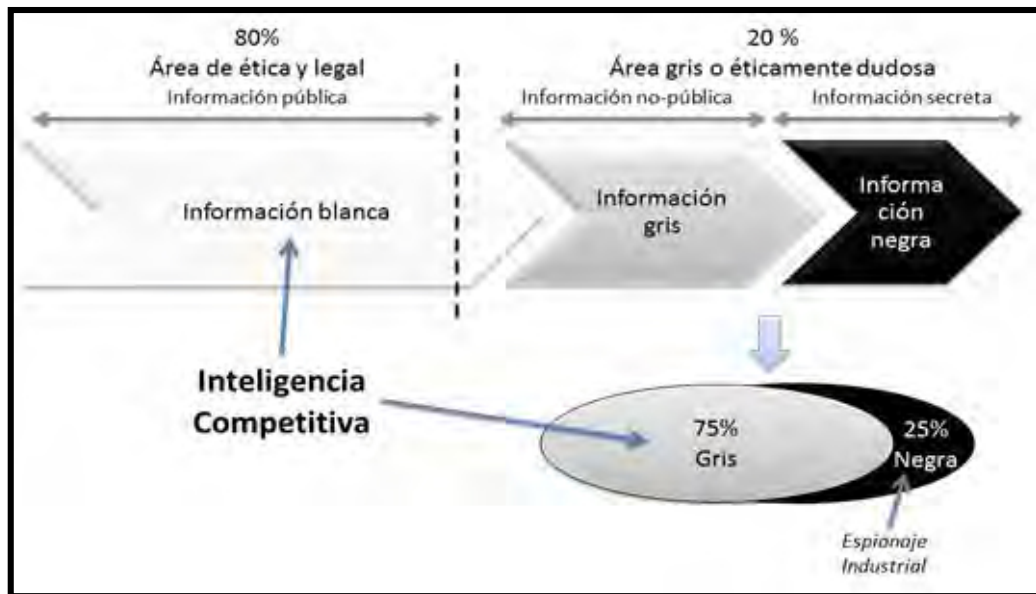 80%
Área de ética y legal
Información pública
20 %
Área gris o éticamente dudosa
Información no-pública
Información secreta
Información blanca
Información
gris
Informa
ción
negra
Inteligencia
Competitiva
75%
Gris
25%
Negra
Espionaje
Industrial